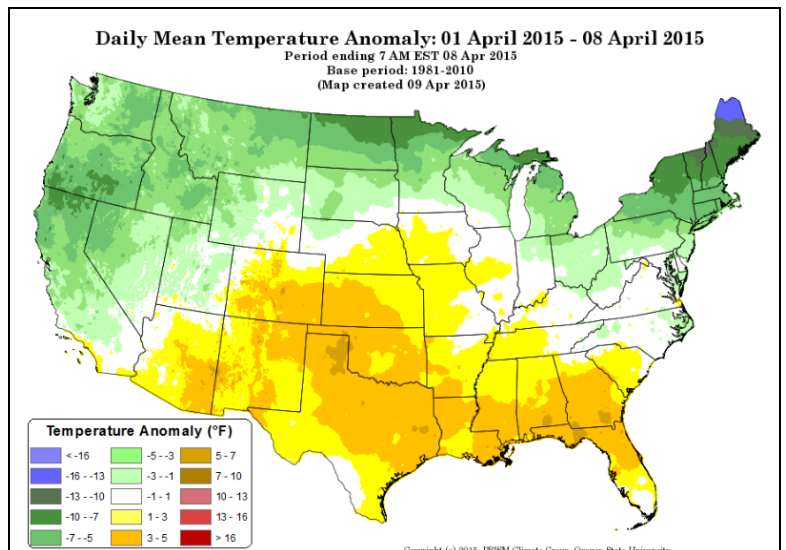 Daily Mean Temperature Anomaly: 01 April 2015 - 08 April 2015
Period ending 7 AM EST 08 Apr 2015
Base period: 1981-2010
(Map created 09 Apr 2015)
Temperature Anomaly (°F)
< -16
-16 - -13
-13 - -10
-10 - -7
-7 - -5
-5 - -3
-3 - -1
-1 - 1
1 - 3
3 - 5
5 - 7
7 - 10
10 - 13
13 - 16
> 16
Copyright (c) 2015, PRISM Climate Group, Oregon State University